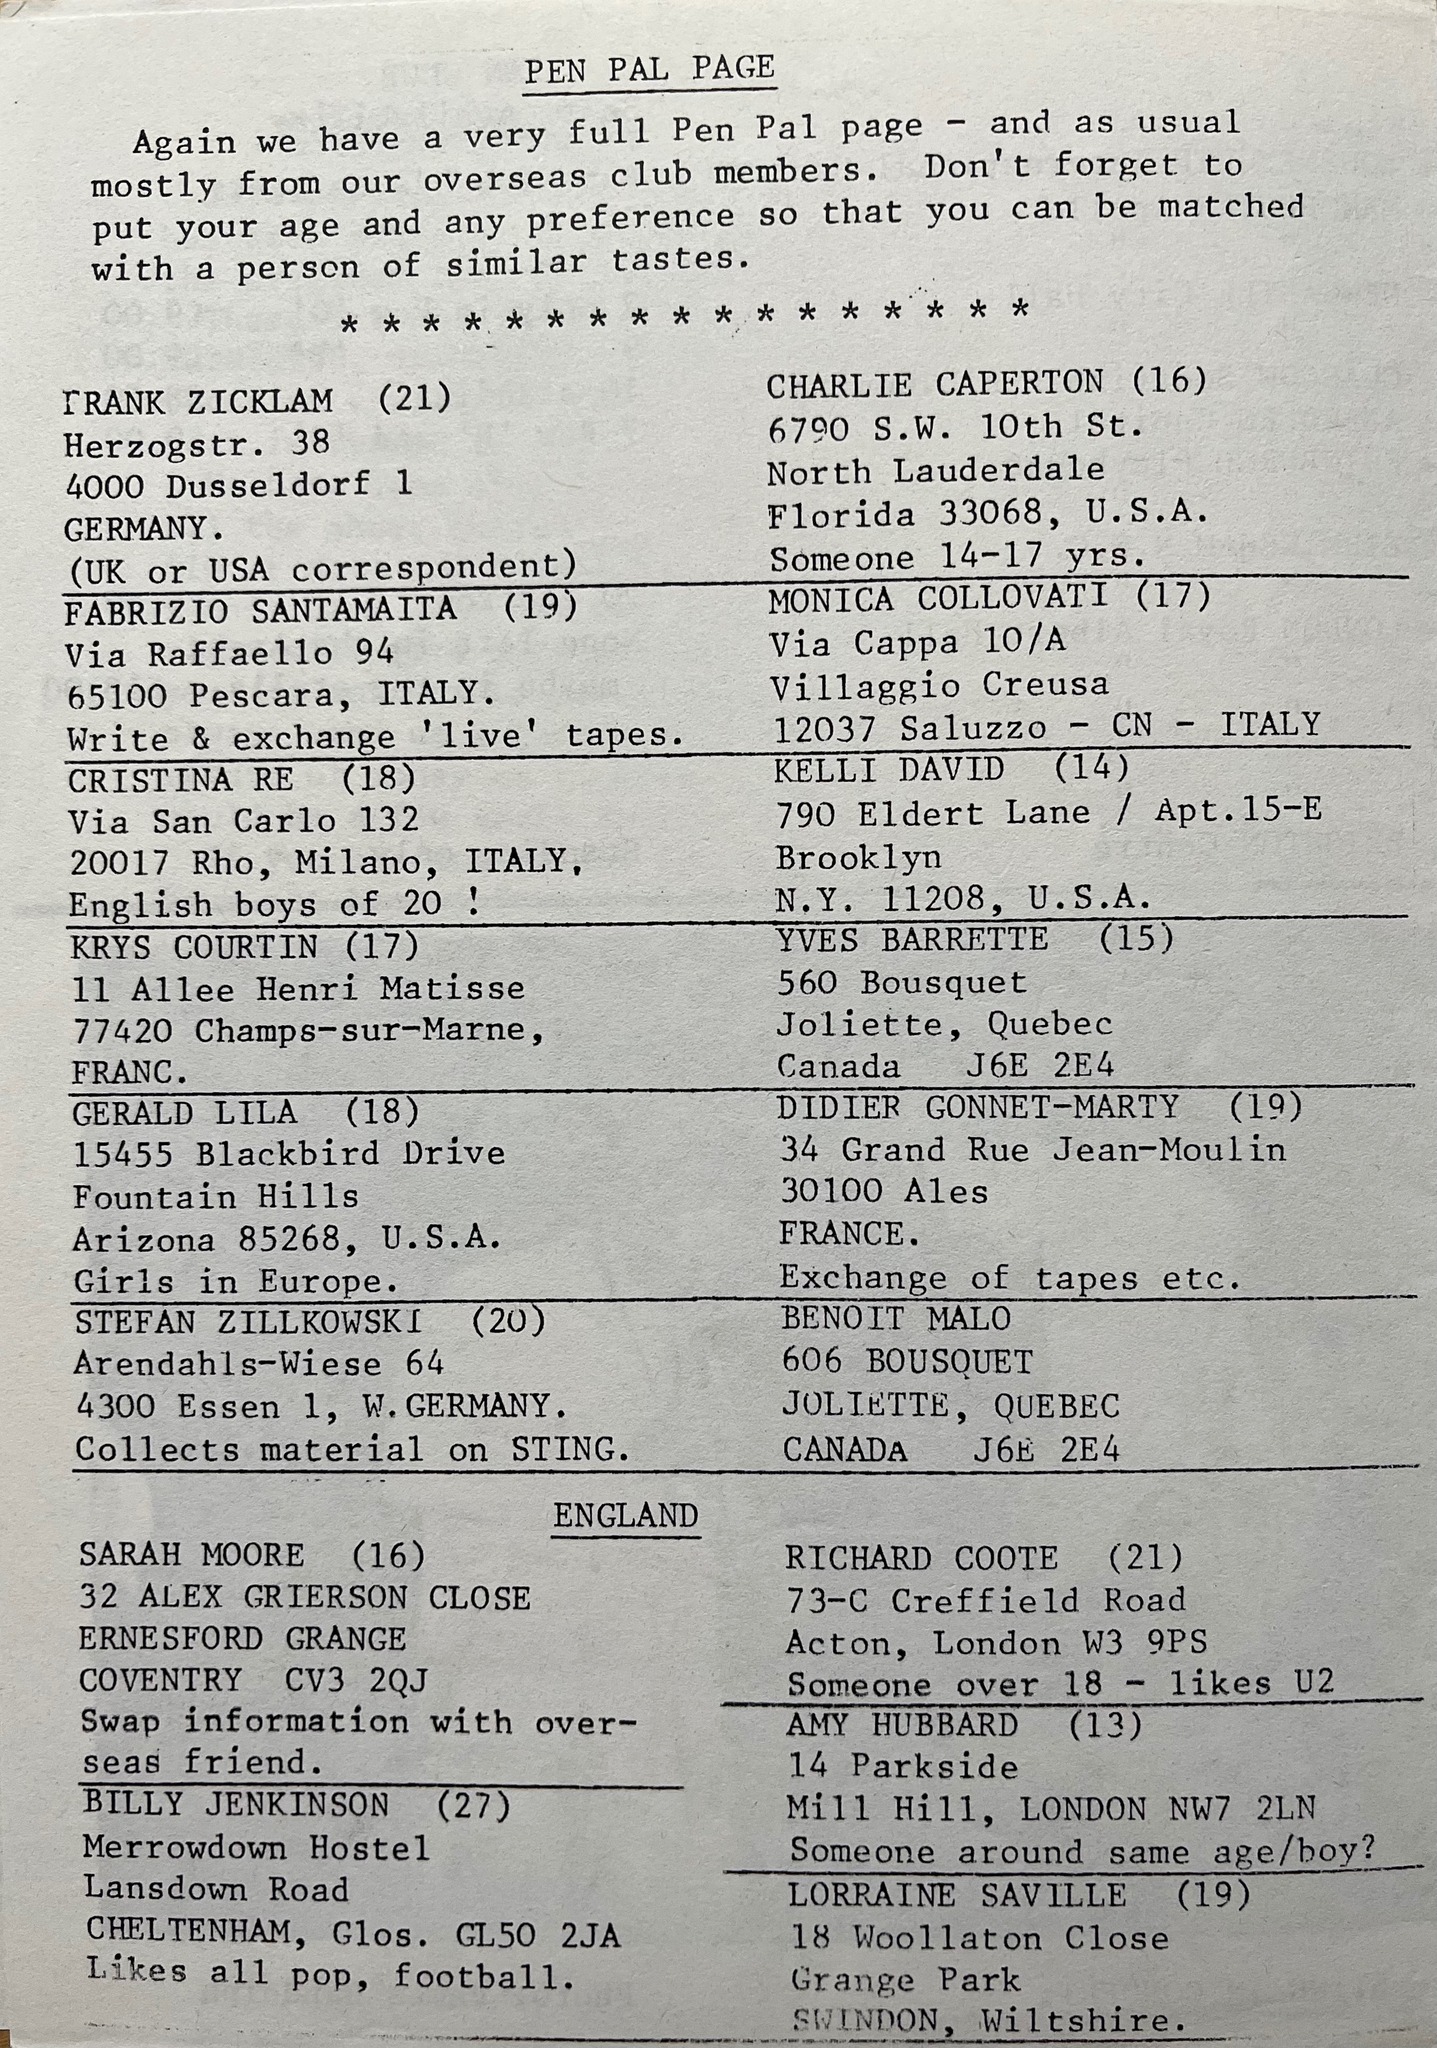 PEN PAL PAGE
Again we have a very full Pen Pal page - and as usual
mostly from our overseas club members. Don't forget to
put your age and any preference so that you can be matched
with a person of similar tastes.
* * * * * * * * * * * * * * * * *
FRANK ZICKLAM (21)
Herzogstr. 38
4000 Dusseldorf 1
GERMANY.
(UK or USA correspondent)
FABRIZIO SANTAMAITA (19)
Via Raffaello 94
65100 Pescara, ITALY.
Write & exchange 'live' tapes.
CRISTINA RE (18)
Via San Carlo 132
20017 Rho, Milano, ITALY.
English boys of 20 !
KRYS COURTIN (17)
11 Allee Henri Matisse
77420 Champs-sur-Marne,
FRANC.
GERALD LILA (18)
15455 Blackbird Drive
Fountain Hills
Arizona 85268, U.S.A.
Girls in Europe.
STEFAN ZILLKOWSKI (20)
Arendahls-Wiese 64
4300 Essen 1, W.GERMANY.
Collects material on STING.
CHARLIE CAPERTON (16)
6790 S.W. 10th St.
North Lauderdale
Florida 33068, U.S.A.
Someone 14-17 yrs.
MONICA COLLOVATI (17)
Via Cappa 10/A
Villaggio Creusa
12037 Saluzzo - CN - ITALY
KELLI DAVID (14)
790 Eldert Lane / Apt.15-E
Brooklyn
N.Y. 11208, U.S.A.
YVES BARRETTE (15)
560 Bousquet
Joliette, Quebec
Canada J6E 2E4
DIDIER GONNET-MARTY (19)
34 Grand Rue Jean-Moulin
30100 Ales
FRANCE.
Exchange of tapes etc.
BENOIT MALO
606 BOUSQUET
JOLIETTE, QUEBEC
CANADA J6E 2E4
ENGLAND
SARAH MOORE (16)
32 ALEX GRIERSON CLOSE
ERNESFORD GRANGE
COVENTRY CV3 2QJ
Swap information with over-
seas friend.
BILLY JENKINSON (27)
Merrowdown Hostel
Lansdown Road
CHELTENHAM, Glos. GL50 2JA
Likes all pop, football.
RICHARD COOTE (21)
73-C Creffield Road
Acton, London W3 9PS
Someone over 18 - likes U2
AMY HUBBARD (13)
14 Parkside
Mill Hill, LONDON NW7 2LN
Someone around same age/boy?
LORRAINE SAVILLE (19)
18 Woollaton Close
Grange Park
SWINDON, Wiltshire.